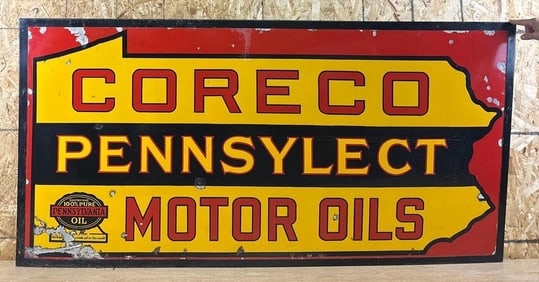 CORECO
PENNSYLECT
MOTOR OILS
100% PURE
PENNSYLVANIA
OIL